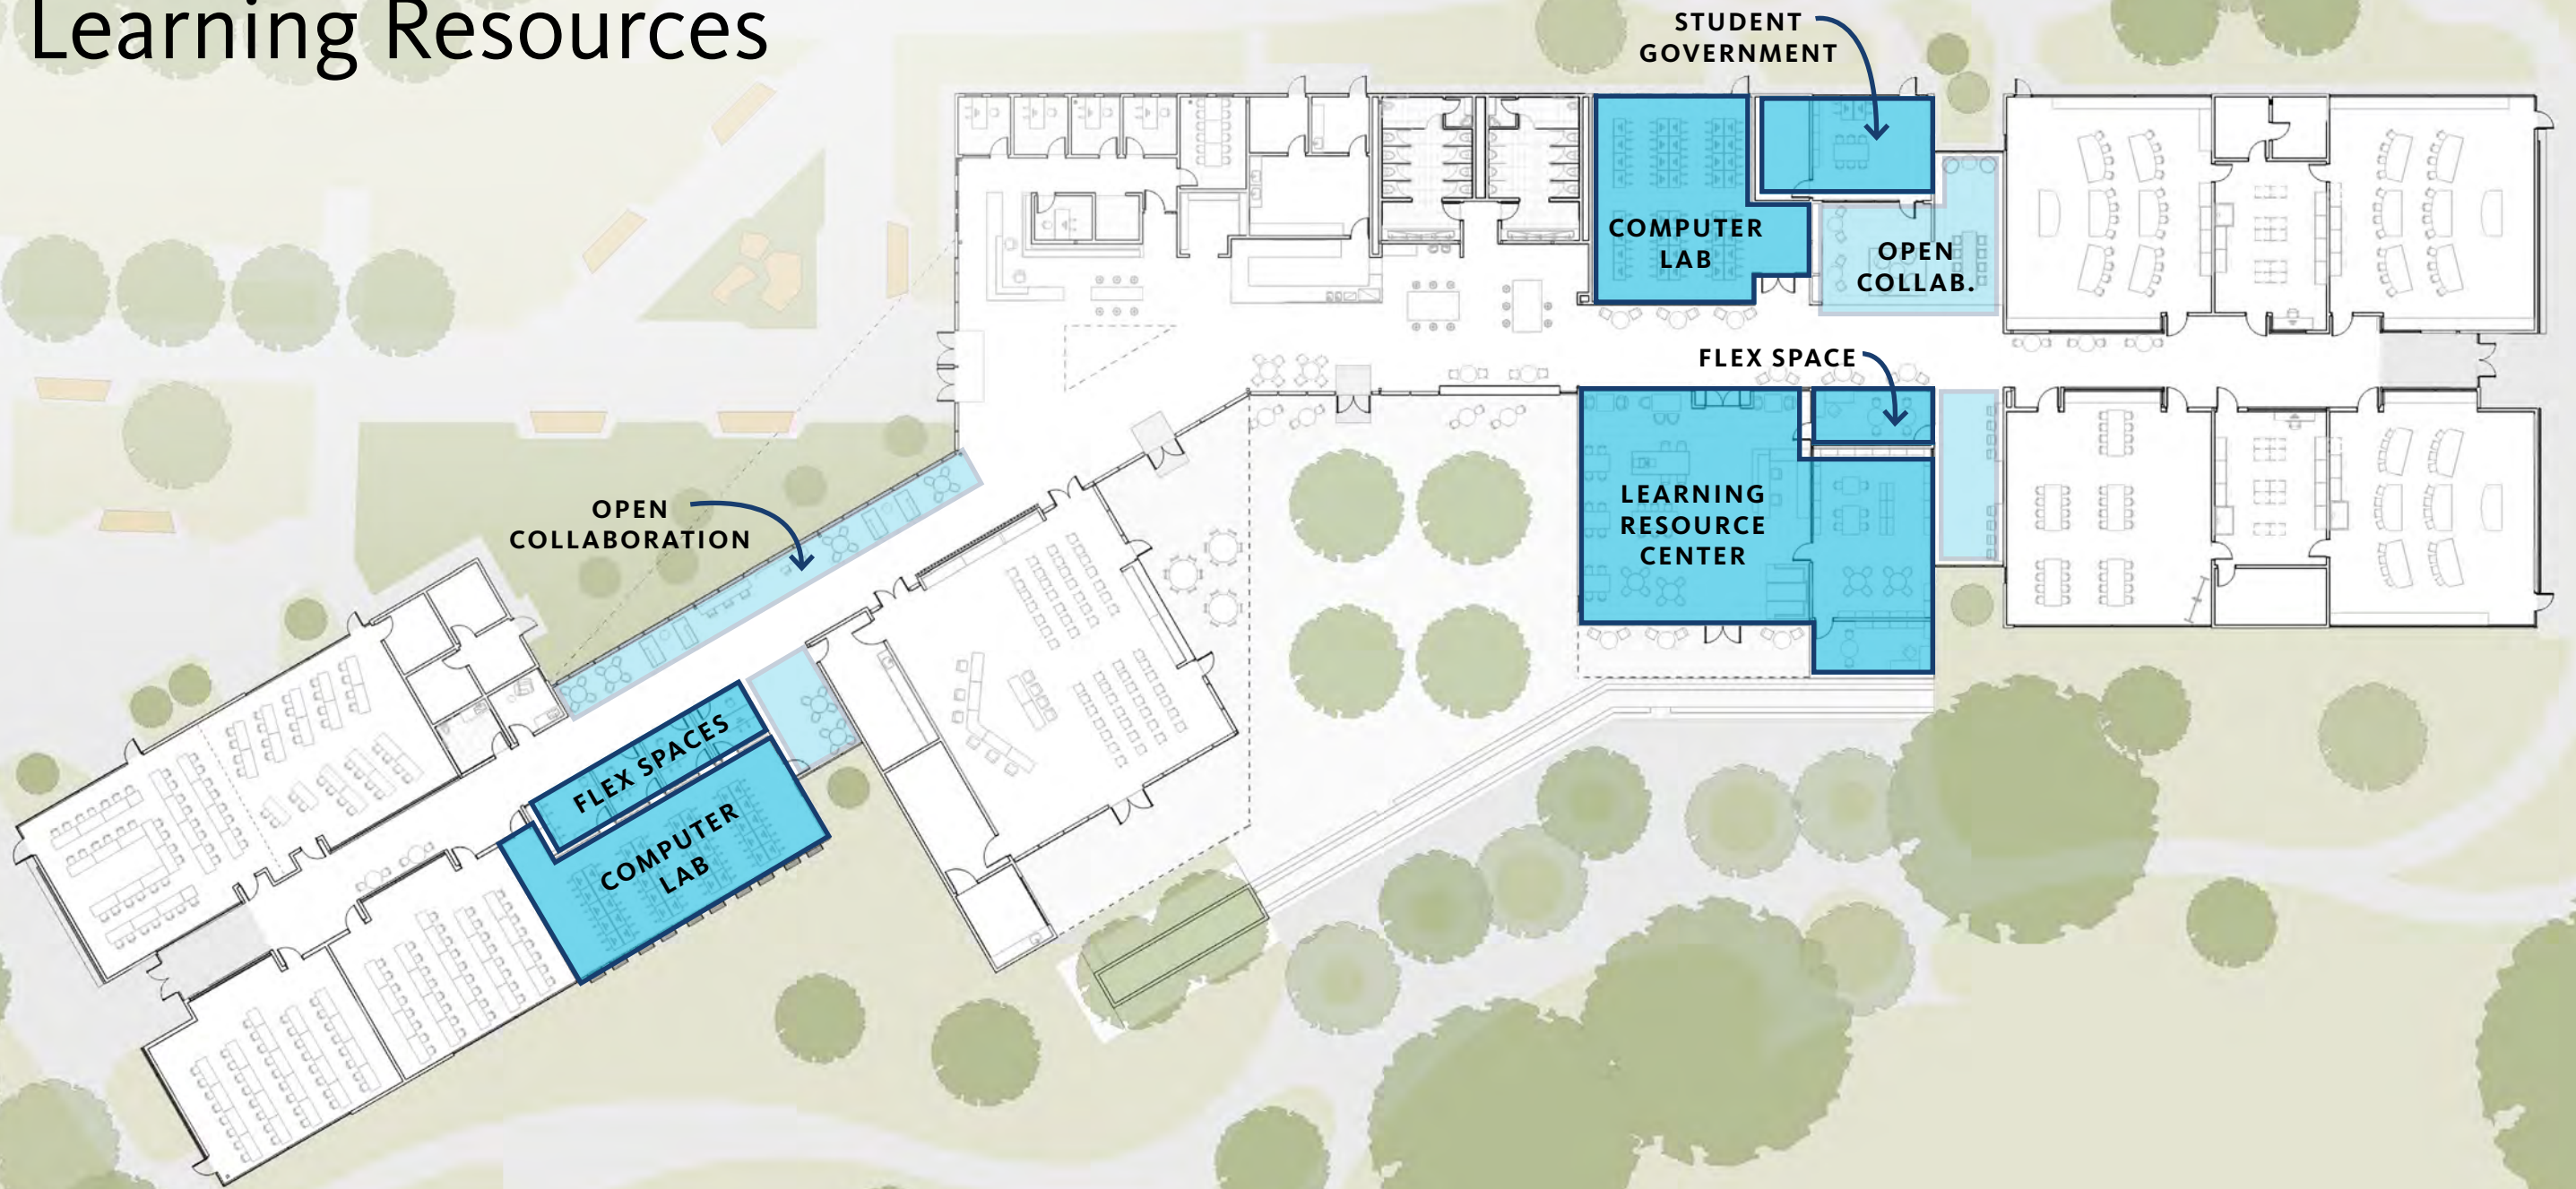 Learning Resources
STUDENT
GOVERNMENT
COMPUTER
LAB
OPEN
COLLAB.
FLEX SPACE
LEARNING
RESOURCE
CENTER
OPEN
COLLABORATION
FLEX SPACES
COMPUTER
LAB